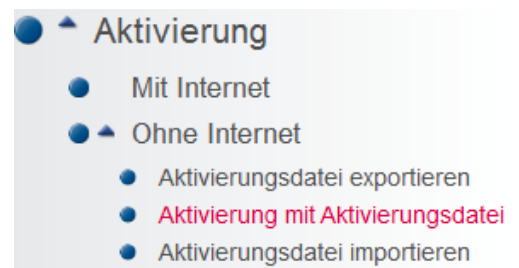 Aktivierung
Mit Internet
Ohne Internet
Aktivierungsdatei exportieren
Aktivierung mit Aktivierungsdatei
Aktivierungsdatei importieren